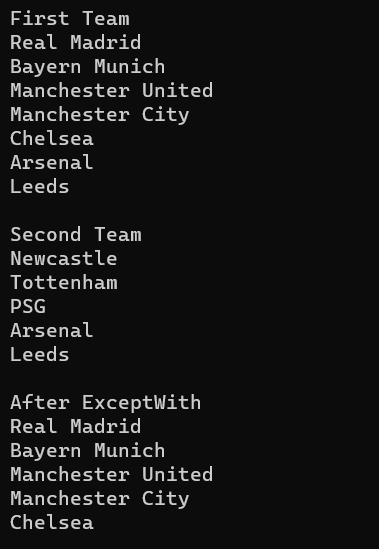 First Team
Real Madrid
Bayern Munich
Manchester United
Manchester City
Chelsea
Arsenal
Leeds

Second Team
Newcastle
Tottenham
PSG
Arsenal
Leeds

After ExceptWith
Real Madrid
Bayern Munich
Manchester United
Manchester City
Chelsea